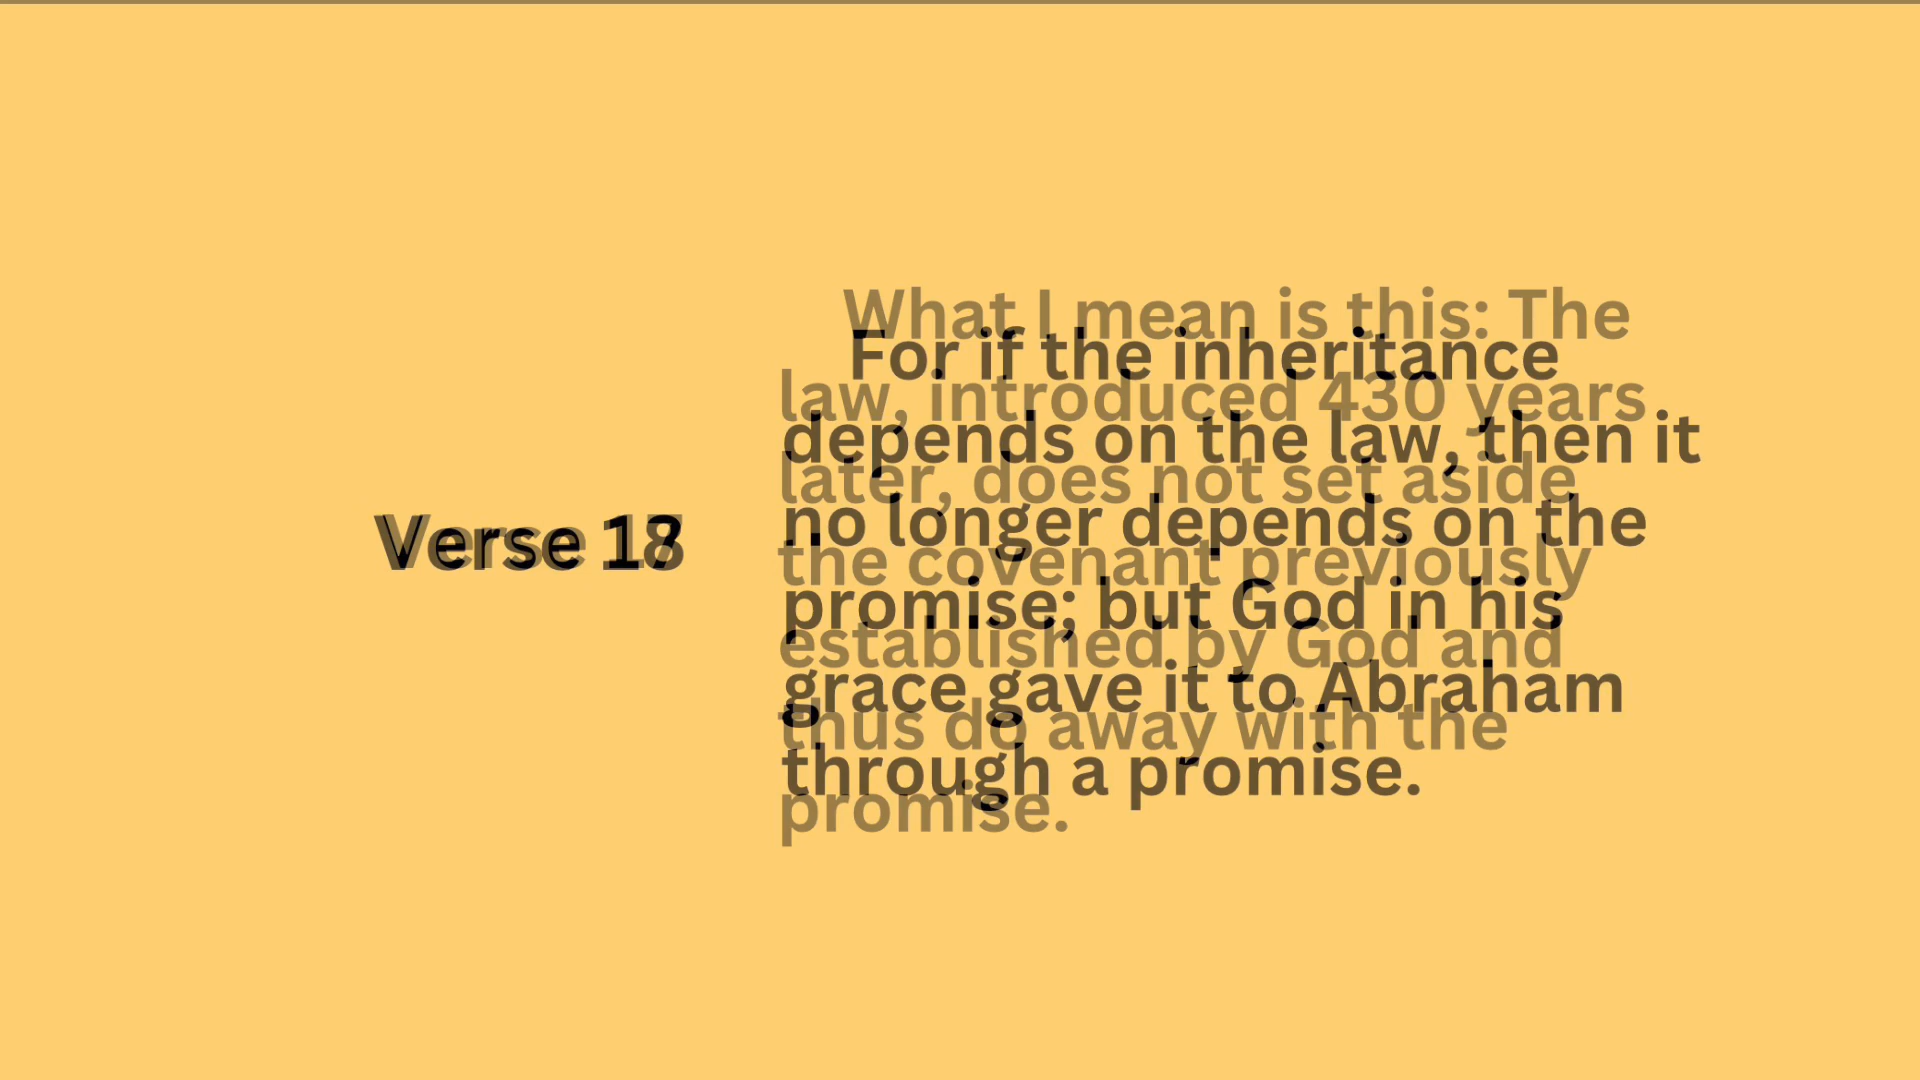 Verse 17
What I mean is this: The
law, introduced 430 years
later, does not set aside
the covenant previously
established by God and
thus do away with the
promise.
Verse 18
For if the inheritance
depends on the law, then it
no longer depends on the
promise; but God in his
grace gave it to Abraham
through a promise.